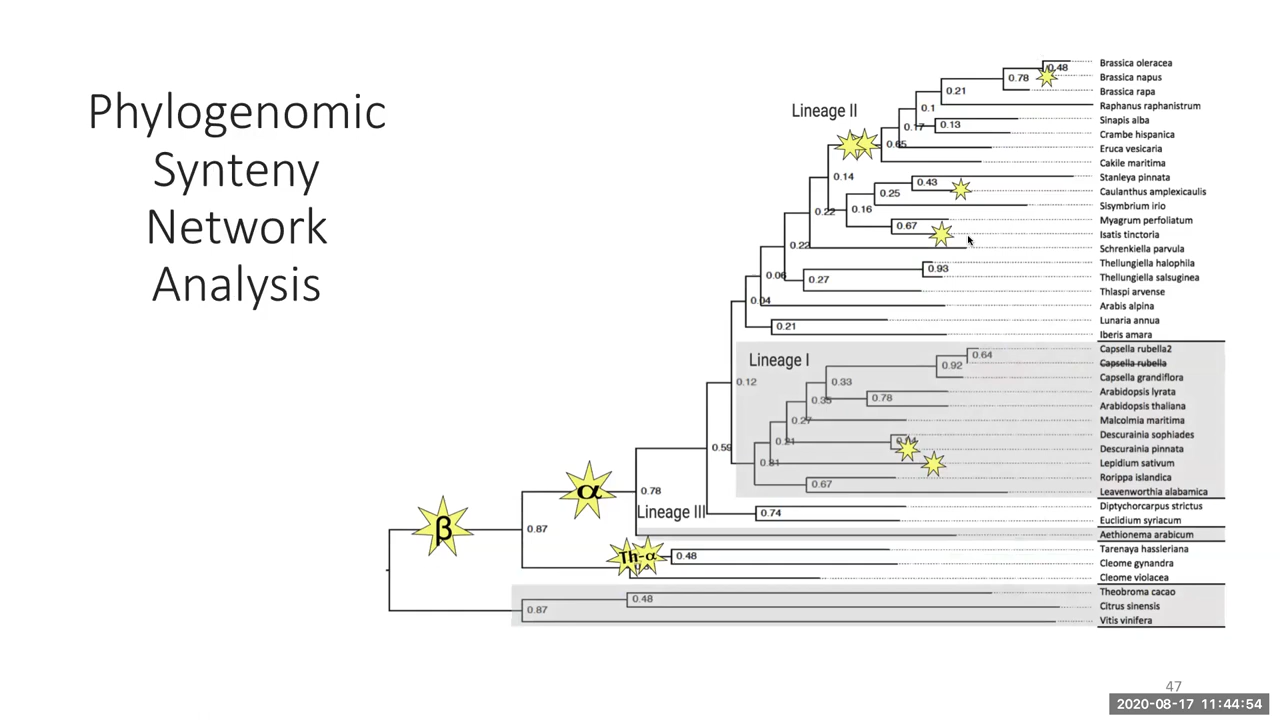 Phylogenomic
Synteny
Network
Analysis
Lineage II
Lineage I
Lineage III
β
α
Th-α
0.48
0.78
0.21
0.1
0.17
0.13
0.65
0.14
0.43
0.25
0.22
0.16
0.67
0.22
0.93
0.06
0.27
0.04
0.21
0.64
0.92
0.12
0.33
0.35
0.78
0.27
0.21
0.31
0.59
0.67
0.78
0.74
0.87
0.48
0.48
0.87
Brassica oleracea
Brassica napus
Brassica rapa
Raphanus raphanistrum
Sinapis alba
Crambe hispanica
Eruca vesicaria
Cakile maritima
Stanleya pinnata
Caulanthus amplexicaulis
Sisymbrium irio
Myagrum perfoliatum
Isatis tinctoria
Schrenkiella parvula
Thellungiella halophila
Thellungiella salsuginea
Thlaspi arvense
Arabis alpina
Lunaria annua
Iberis amara
Capsella rubella2
Capsella rubella
Capsella grandiflora
Arabidopsis lyrata
Arabidopsis thaliana
Malcolmia maritima
Descurainia sophiades
Descurainia pinnata
Lepidium sativum
Rorippa islandica
Leavenworthia alabamica
Diptychorcarpus strictus
Euclidium syriacum
Aethionema arabicum
Tarenaya hassleriana
Cleome gynandra
Cleome violacea
Theobroma cacao
Citrus sinensis
Vitis vinifera
47
2020-08-17 11:44:54